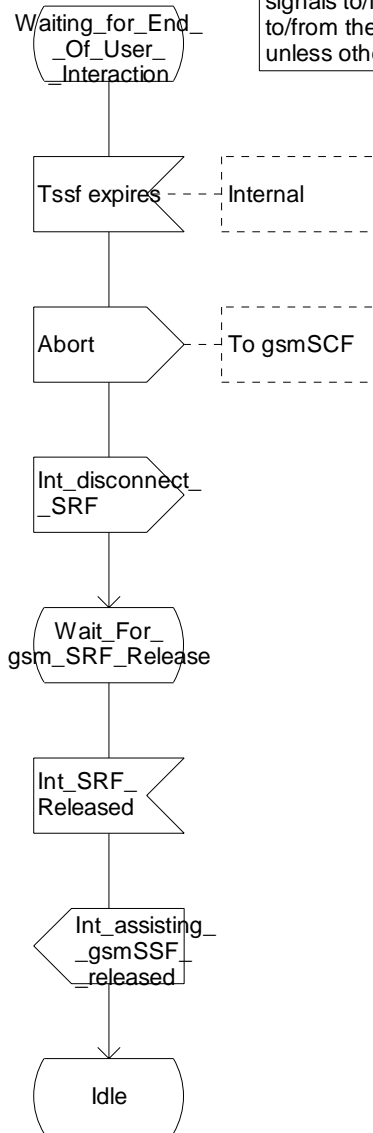 signals to/
to/from the
unless othe
Waiting_for_End_
_Of_User_
_Interaction
Tssf expires
Internal
Abort
To gsmSCF
Int_disconnect_
_SRF
Wait_For_
gsm_SRF_Release
Int_SRF_
Released
Int_assisting_
_gsmSSF_
_released
Idle